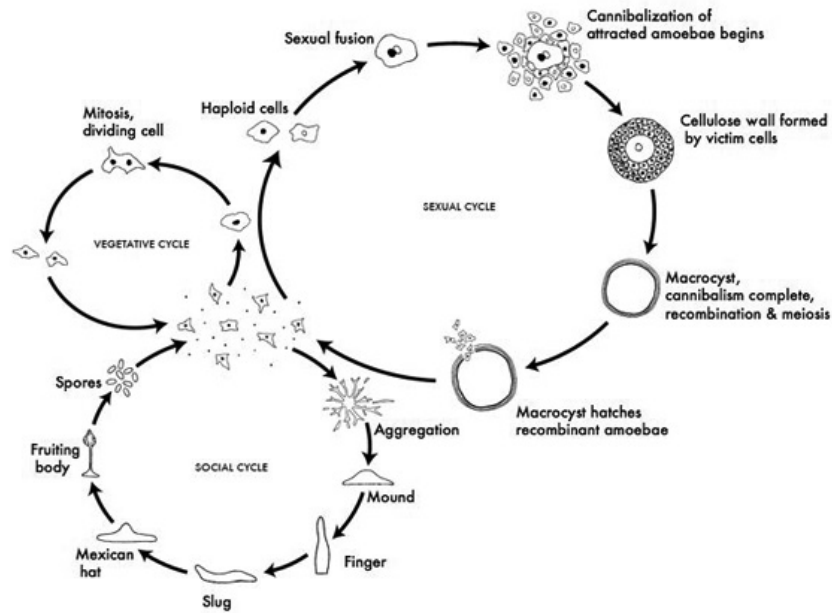 Cannibalization of
attracted amoebae begins
Sexual fusion
Haploid cells
Mitosis,
dividing cell
Cellulose wall formed
by victim cells
SEXUAL CYCLE
VEGETATIVE CYCLE
Macrocyst,
cannibalism complete,
recombination & meiosis
Macrocyst hatches
recombinant amoebae
Spores
Aggregation
Fruiting
body
SOCIAL CYCLE
Mound
Mexican
hat
Finger
Slug